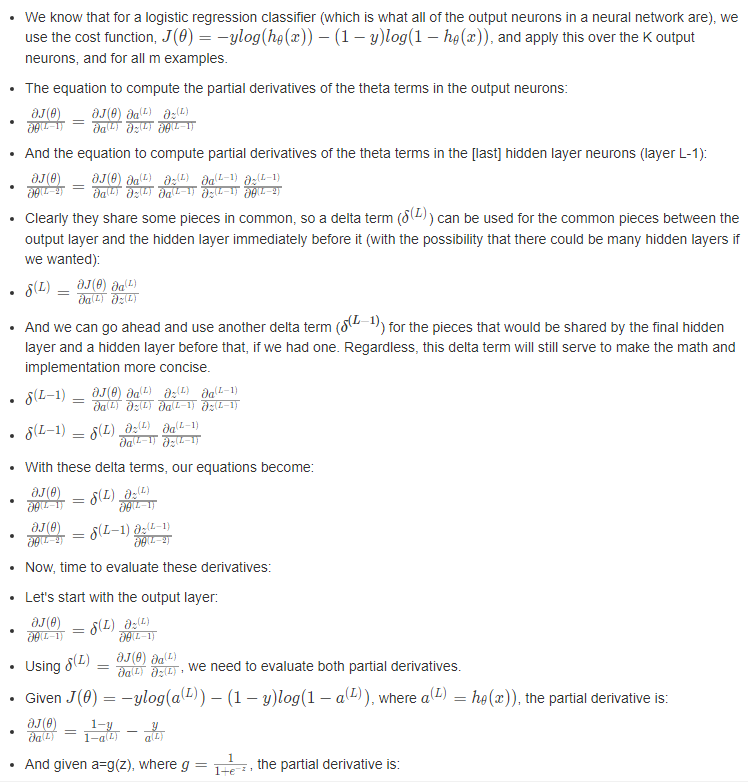 • We know that for a logistic regression classifier (which is what all of the output neurons in a neural network are), we
use the cost function, $J(\theta) = -ylog(h_\theta(x)) - (1-y)log(1-h_\theta(x))$, and apply this over the K output
neurons, and for all m examples.
• The equation to compute the partial derivatives of the theta terms in the output neurons:
• $\frac{\partial J(\theta)}{\partial \theta^{(L-1)}} = \frac{\partial J(\theta)}{\partial a^{(L)}} \frac{\partial a^{(L)}}{\partial z^{(L)}} \frac{\partial z^{(L)}}{\partial \theta^{(L-1)}}$
• And the equation to compute partial derivatives of the theta terms in the [last] hidden layer neurons (layer L-1):
• $\frac{\partial J(\theta)}{\partial \theta^{(L-2)}} = \frac{\partial J(\theta)}{\partial a^{(L)}} \frac{\partial a^{(L)}}{\partial z^{(L)}} \frac{\partial z^{(L)}}{\partial a^{(L-1)}} \frac{\partial a^{(L-1)}}{\partial z^{(L-1)}} \frac{\partial z^{(L-1)}}{\partial \theta^{(L-2)}}$
• Clearly they share some pieces in common, so a delta term ($\delta^{(L)}$) can be used for the common pieces between the
output layer and the hidden layer immediately before it (with the possibility that there could be many hidden layers if
we wanted):
• $\delta^{(L)} = \frac{\partial J(\theta)}{\partial a^{(L)}} \frac{\partial a^{(L)}}{\partial z^{(L)}}$
• And we can go ahead and use another delta term ($\delta^{(L-1)}$) for the pieces that would be shared by the final hidden
layer and a hidden layer before that, if we had one. Regardless, this delta term will still serve to make the math and
implementation more concise.
• $\delta^{(L-1)} = \frac{\partial J(\theta)}{\partial a^{(L)}} \frac{\partial a^{(L)}}{\partial z^{(L)}} \frac{\partial z^{(L)}}{\partial a^{(L-1)}} \frac{\partial a^{(L-1)}}{\partial z^{(L-1)}}$
• $\delta^{(L-1)} = \delta^{(L)} \frac{\partial z^{(L)}}{\partial a^{(L-1)}} \frac{\partial a^{(L-1)}}{\partial z^{(L-1)}}$
• With these delta terms, our equations become:
• $\frac{\partial J(\theta)}{\partial \theta^{(L-1)}} = \delta^{(L)} \frac{\partial z^{(L)}}{\partial \theta^{(L-1)}}$
• $\frac{\partial J(\theta)}{\partial \theta^{(L-2)}} = \delta^{(L-1)} \frac{\partial z^{(L-1)}}{\partial \theta^{(L-2)}}$
• Now, time to evaluate these derivatives:
• Let's start with the output layer:
• $\frac{\partial J(\theta)}{\partial \theta^{(L-1)}} = \delta^{(L)} \frac{\partial z^{(L)}}{\partial \theta^{(L-1)}}$
• Using $\delta^{(L)} = \frac{\partial J(\theta)}{\partial a^{(L)}} \frac{\partial a^{(L)}}{\partial z^{(L)}}$, we need to evaluate both partial derivatives.
• Given $J(\theta) = -ylog(a^{(L)}) - (1-y)log(1-a^{(L)})$, where $a^{(L)} = h_\theta(x))$, the partial derivative is:
• $\frac{\partial J(\theta)}{\partial a^{(L)}} = \frac{1-y}{1-a^{(L)}} - \frac{y}{a^{(L)}}$
• And given a=g(z), where $g = \frac{1}{1+e^{-z}}$, the partial derivative is: